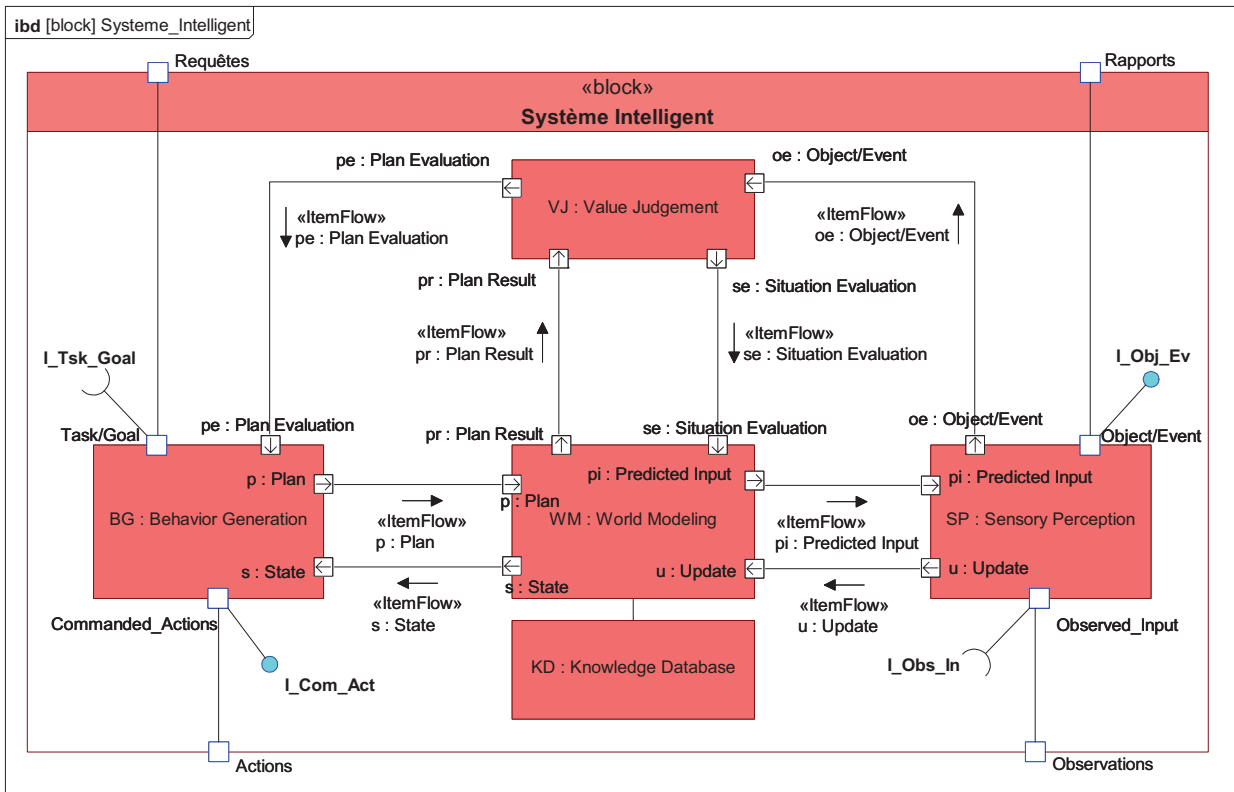 ibd [block] Systeme_Intelligent
Requêtes
Rapports
«block»
Système Intelligent
pe : Plan Evaluation
oe : Object/Event
VJ : Value Judgement
«ItemFlow»
pe : Plan Evaluation
«ItemFlow»
oe : Object/Event
pr : Plan Result
se : Situation Evaluation
«ItemFlow»
pr : Plan Result
«ItemFlow»
se : Situation Evaluation
I_Tsk_Goal
I_Obj_Ev
Task/Goal
pe : Plan Evaluation
pr : Plan Result
se : Situation Evaluation
oe : Object/Event
Object/Event
p : Plan
p : Plan
pi : Predicted Input
pi : Predicted Input
BG : Behavior Generation
WM : World Modeling
SP : Sensory Perception
«ItemFlow»
p : Plan
«ItemFlow»
pi : Predicted Input
s : State
s : State
u : Update
u : Update
«ItemFlow»
s : State
«ItemFlow»
u : Update
Commanded_Actions
Observed_Input
I_Com_Act
KD : Knowledge Database
I_Obs_In
Actions
Observations